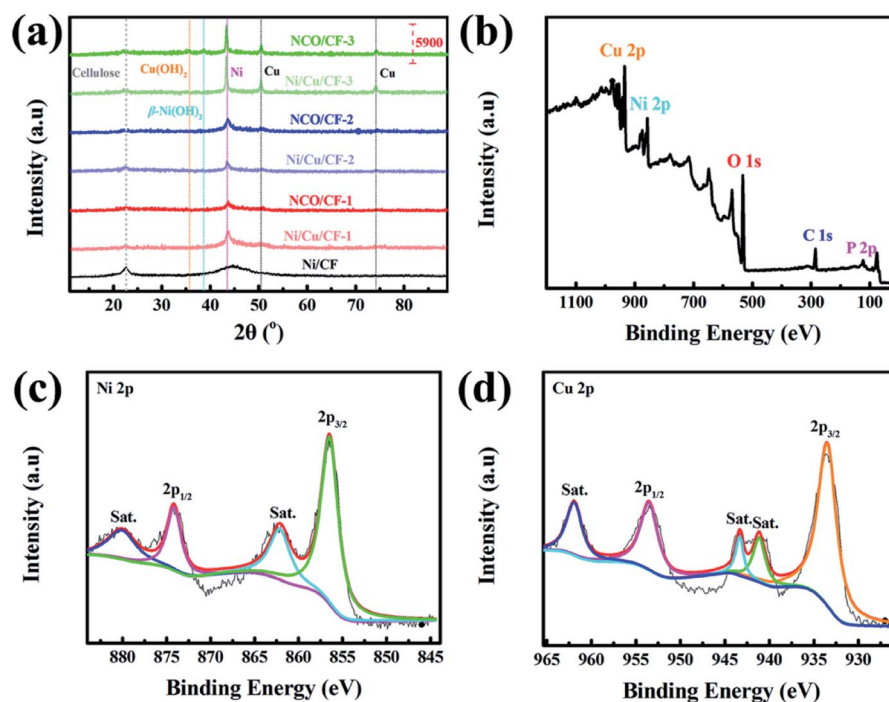 (a)
NCO/CF-3
5900
Cellulose
Cu(OH)₂
Ni
Cu
Cu
Ni/Cu/CF-3
β-Ni(OH)₂
NCO/CF-2
Ni/Cu/CF-2
NCO/CF-1
Ni/Cu/CF-1
Ni/CF
Intensity (a.u)
20 30 40 50 60 70 80
2θ (°)
(b)
Cu 2p
Ni 2p
O 1s
C 1s
P 2p
Intensity (a.u)
1100 900 700 500 300 100
Binding Energy (eV)
(c)
Ni 2p
2p₃/₂
2p₁/₂
Sat.
Sat.
Intensity (a.u)
880 875 870 865 860 855 850 845
Binding Energy (eV)
(d)
Cu 2p
2p₃/₂
Sat.
2p₁/₂
Sat.
Sat.
Intensity (a.u)
965 960 955 950 945 940 935 930
Binding Energy (eV)